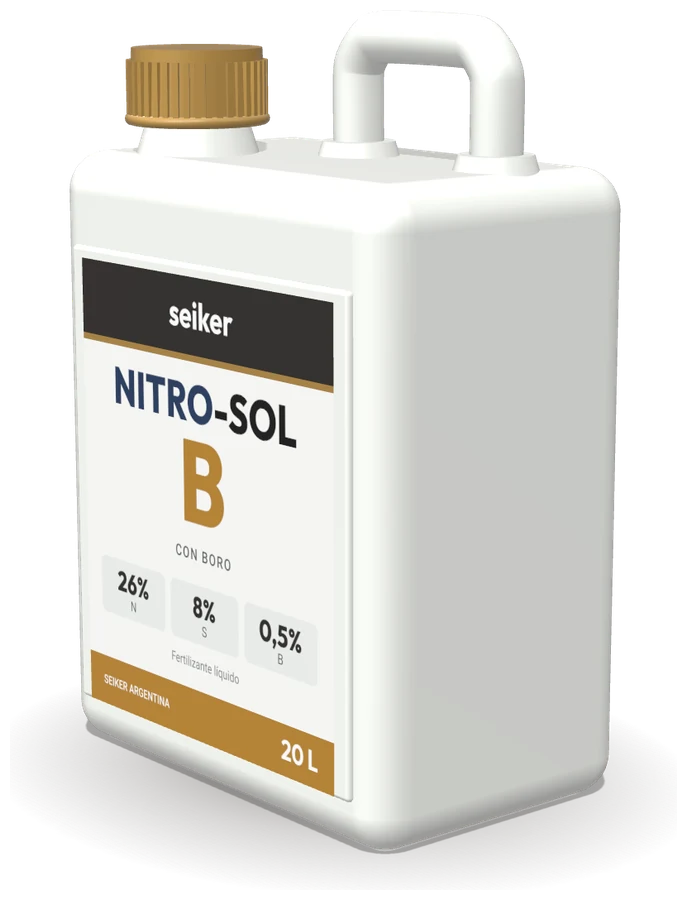 seiker
NITRO-SOL
B
CON BORO
26% 8% 0,5%
N S B
Fertilizante líquido
SEIKER ARGENTINA
20 L